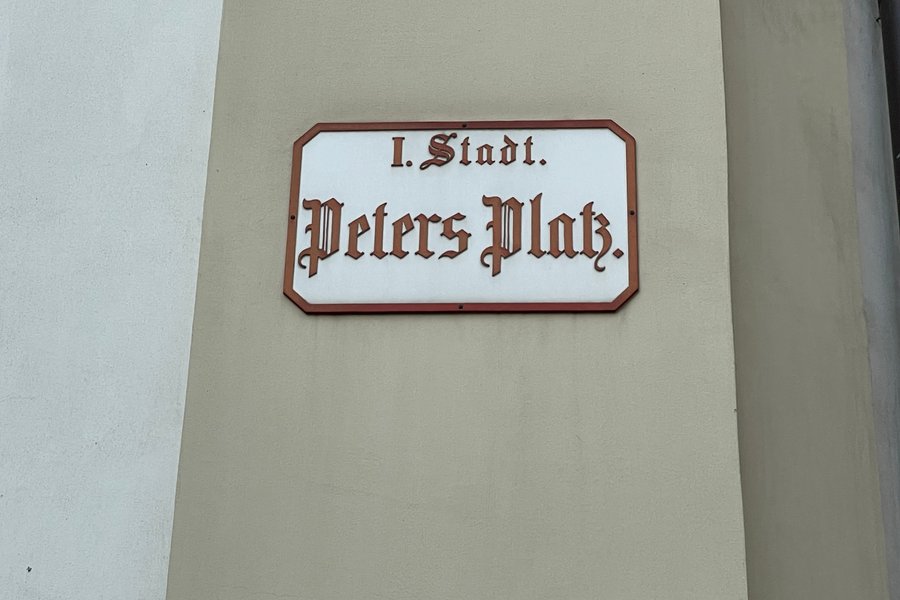 I. Stadt.
Peters Platz.